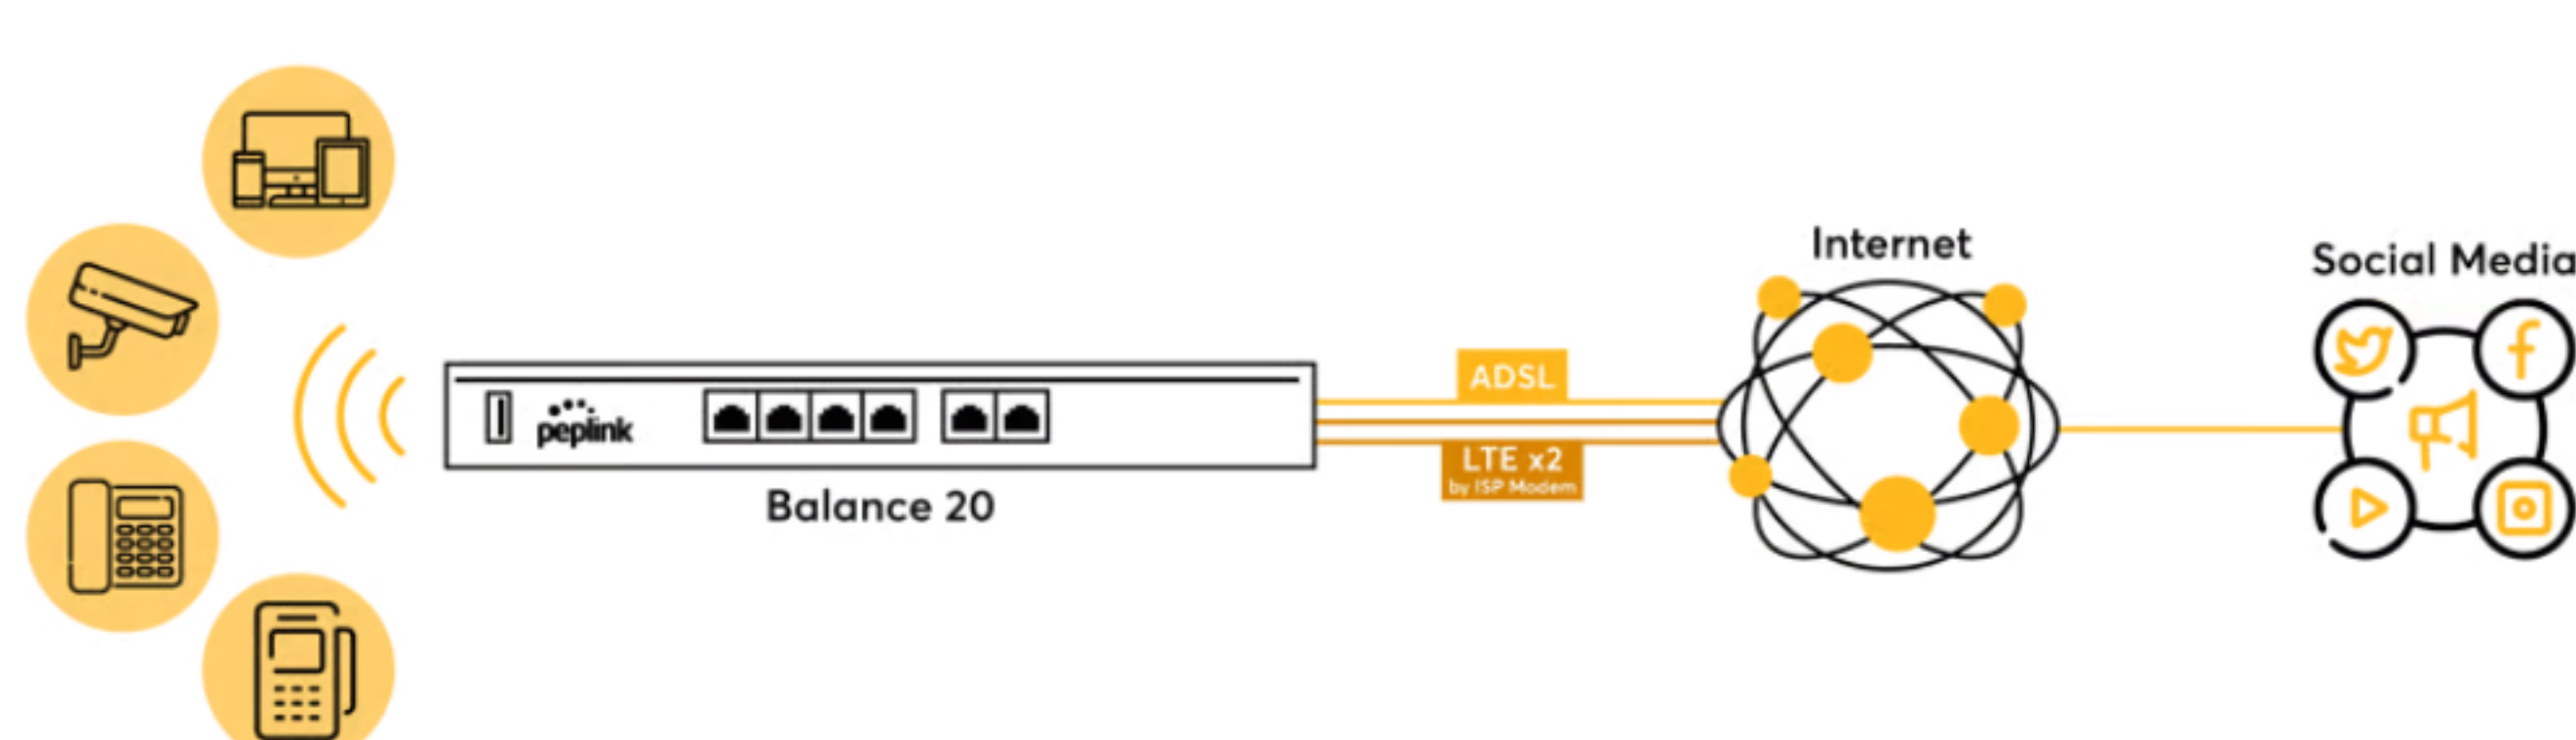 peplink
Balance 20
ADSL
LTE x2
by ISP Modem
Internet
Social Media